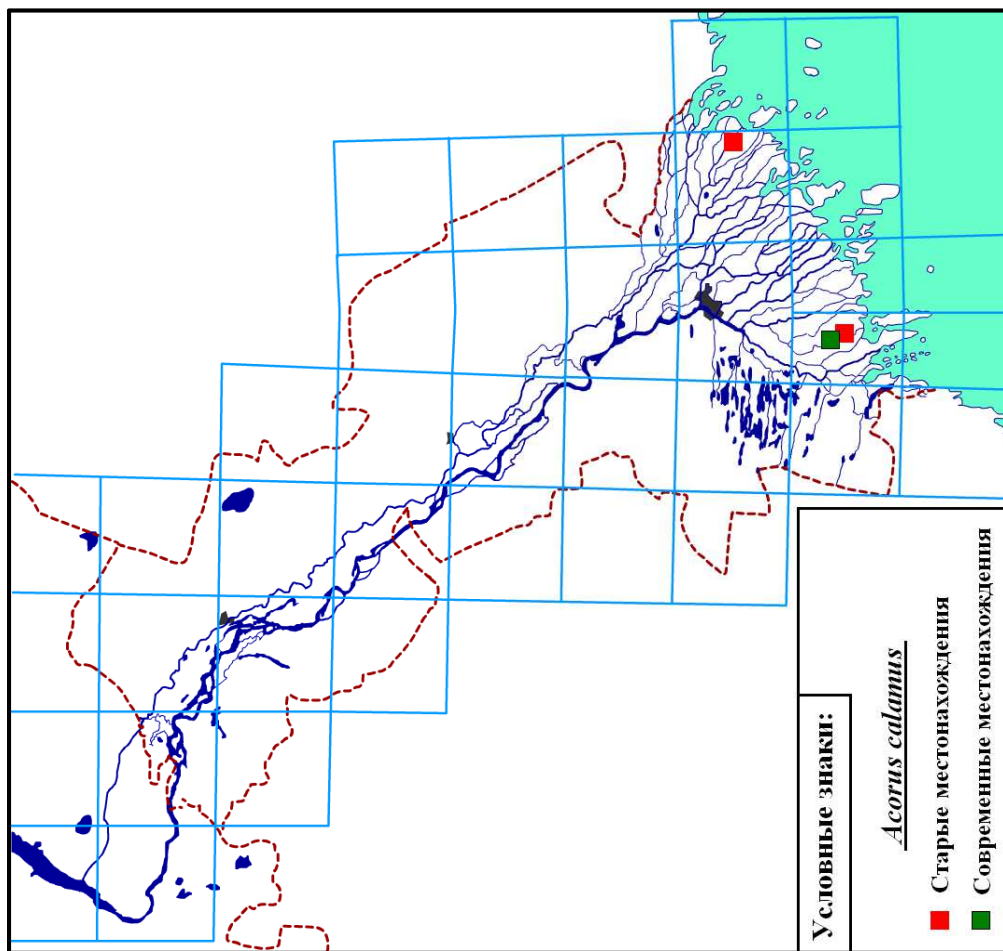 Условные знаки:
Acorus calamus
Старые местонахождения
Современные местонахождения